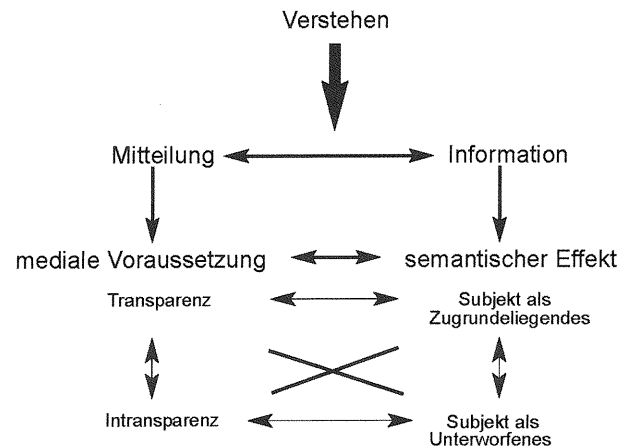 Verstehen
Mitteilung
Information
mediale Voraussetzung
semantischer Effekt
Transparenz
Subjekt als
Zugrundeliegendes
Intransparenz
Subjekt als
Unterworfenes